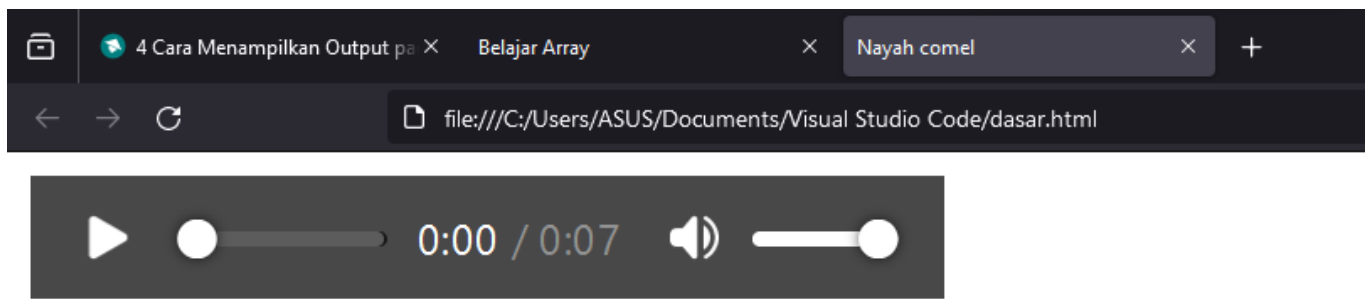 4 Cara Menampilkan Output pa
Belajar Array
Nayah comel
file:///C:/Users/ASUS/Documents/Visual Studio Code/dasar.html
0:00 / 0:07